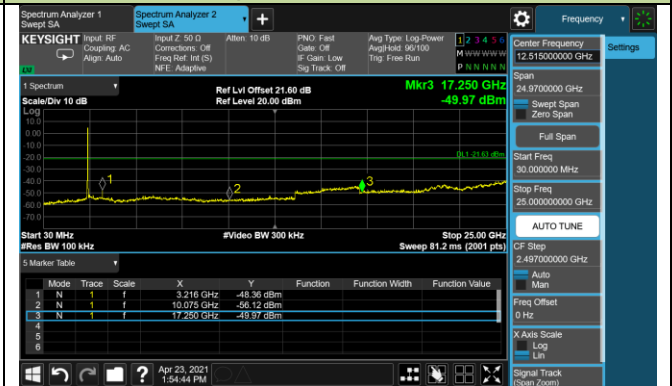 Spectrum Analyzer 1
Swept SA
Spectrum Analyzer 2
Swept SA
Frequency
KEYSIGHT
Input: RF
Coupling: AC
Align: Auto
Input Z: 50 Ω
Corrections: Off
Freq Ref: Int (S)
NFE: Adaptive
Atten: 10 dB
PNO: Fast
Gate: Off
IF Gain: Low
Sig Track: Off
Avg Type: Log-Power
Avg|Hold: 96/100
Trig: Free Run
1 2 3 4 5 6
M W W W W W
P N N N N N
1 Spectrum
Scale/Div 10 dB
Ref Lvl Offset 21.60 dB
Ref Level 20.00 dBm
Mkr3 17.250 GHz
-49.97 dBm
Log
10.0
0.00
-10.0
-20.0
-30.0
-40.0
-50.0
-60.0
-70.0
DL1 -21.63 dBm
1
2
3
Start 30 MHz
#Res BW 100 kHz
#Video BW 300 kHz
Stop 25.00 GHz
Sweep 81.2 ms (2001 pts)
5 Marker Table
Mode Trace Scale X Y Function Function Width Function Value
1 N 1 f 3.216 GHz -48.36 dBm
2 N 1 f 10.075 GHz -56.12 dBm
3 N 1 f 17.250 GHz -49.97 dBm
4
5
6
Apr 23, 2021
1:54:44 PM
Center Frequency
12.515000000 GHz
Settings
Span
24.9700000 GHz
Swept Span
Zero Span
Full Span
Start Freq
30.000000 MHz
Stop Freq
25.000000000 GHz
AUTO TUNE
CF Step
2.497000000 GHz
Auto
Man
Freq Offset
0 Hz
X Axis Scale
Log
Lin
Signal Track
(Span Zoom)